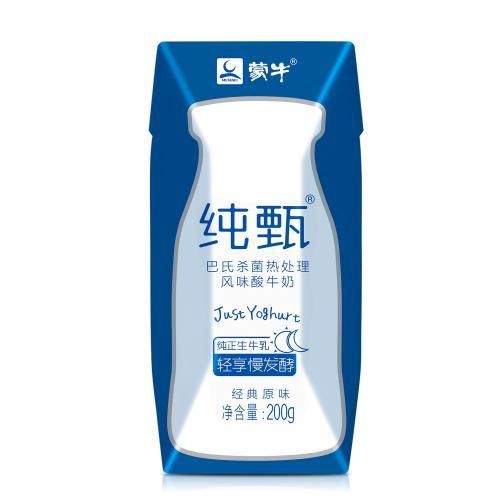 蒙牛®
MENGNIU
纯甄®
巴氏杀菌热处理
风味酸牛奶
Just Yoghurt
纯正生牛乳
轻享慢发酵
经典原味
净含量:200g